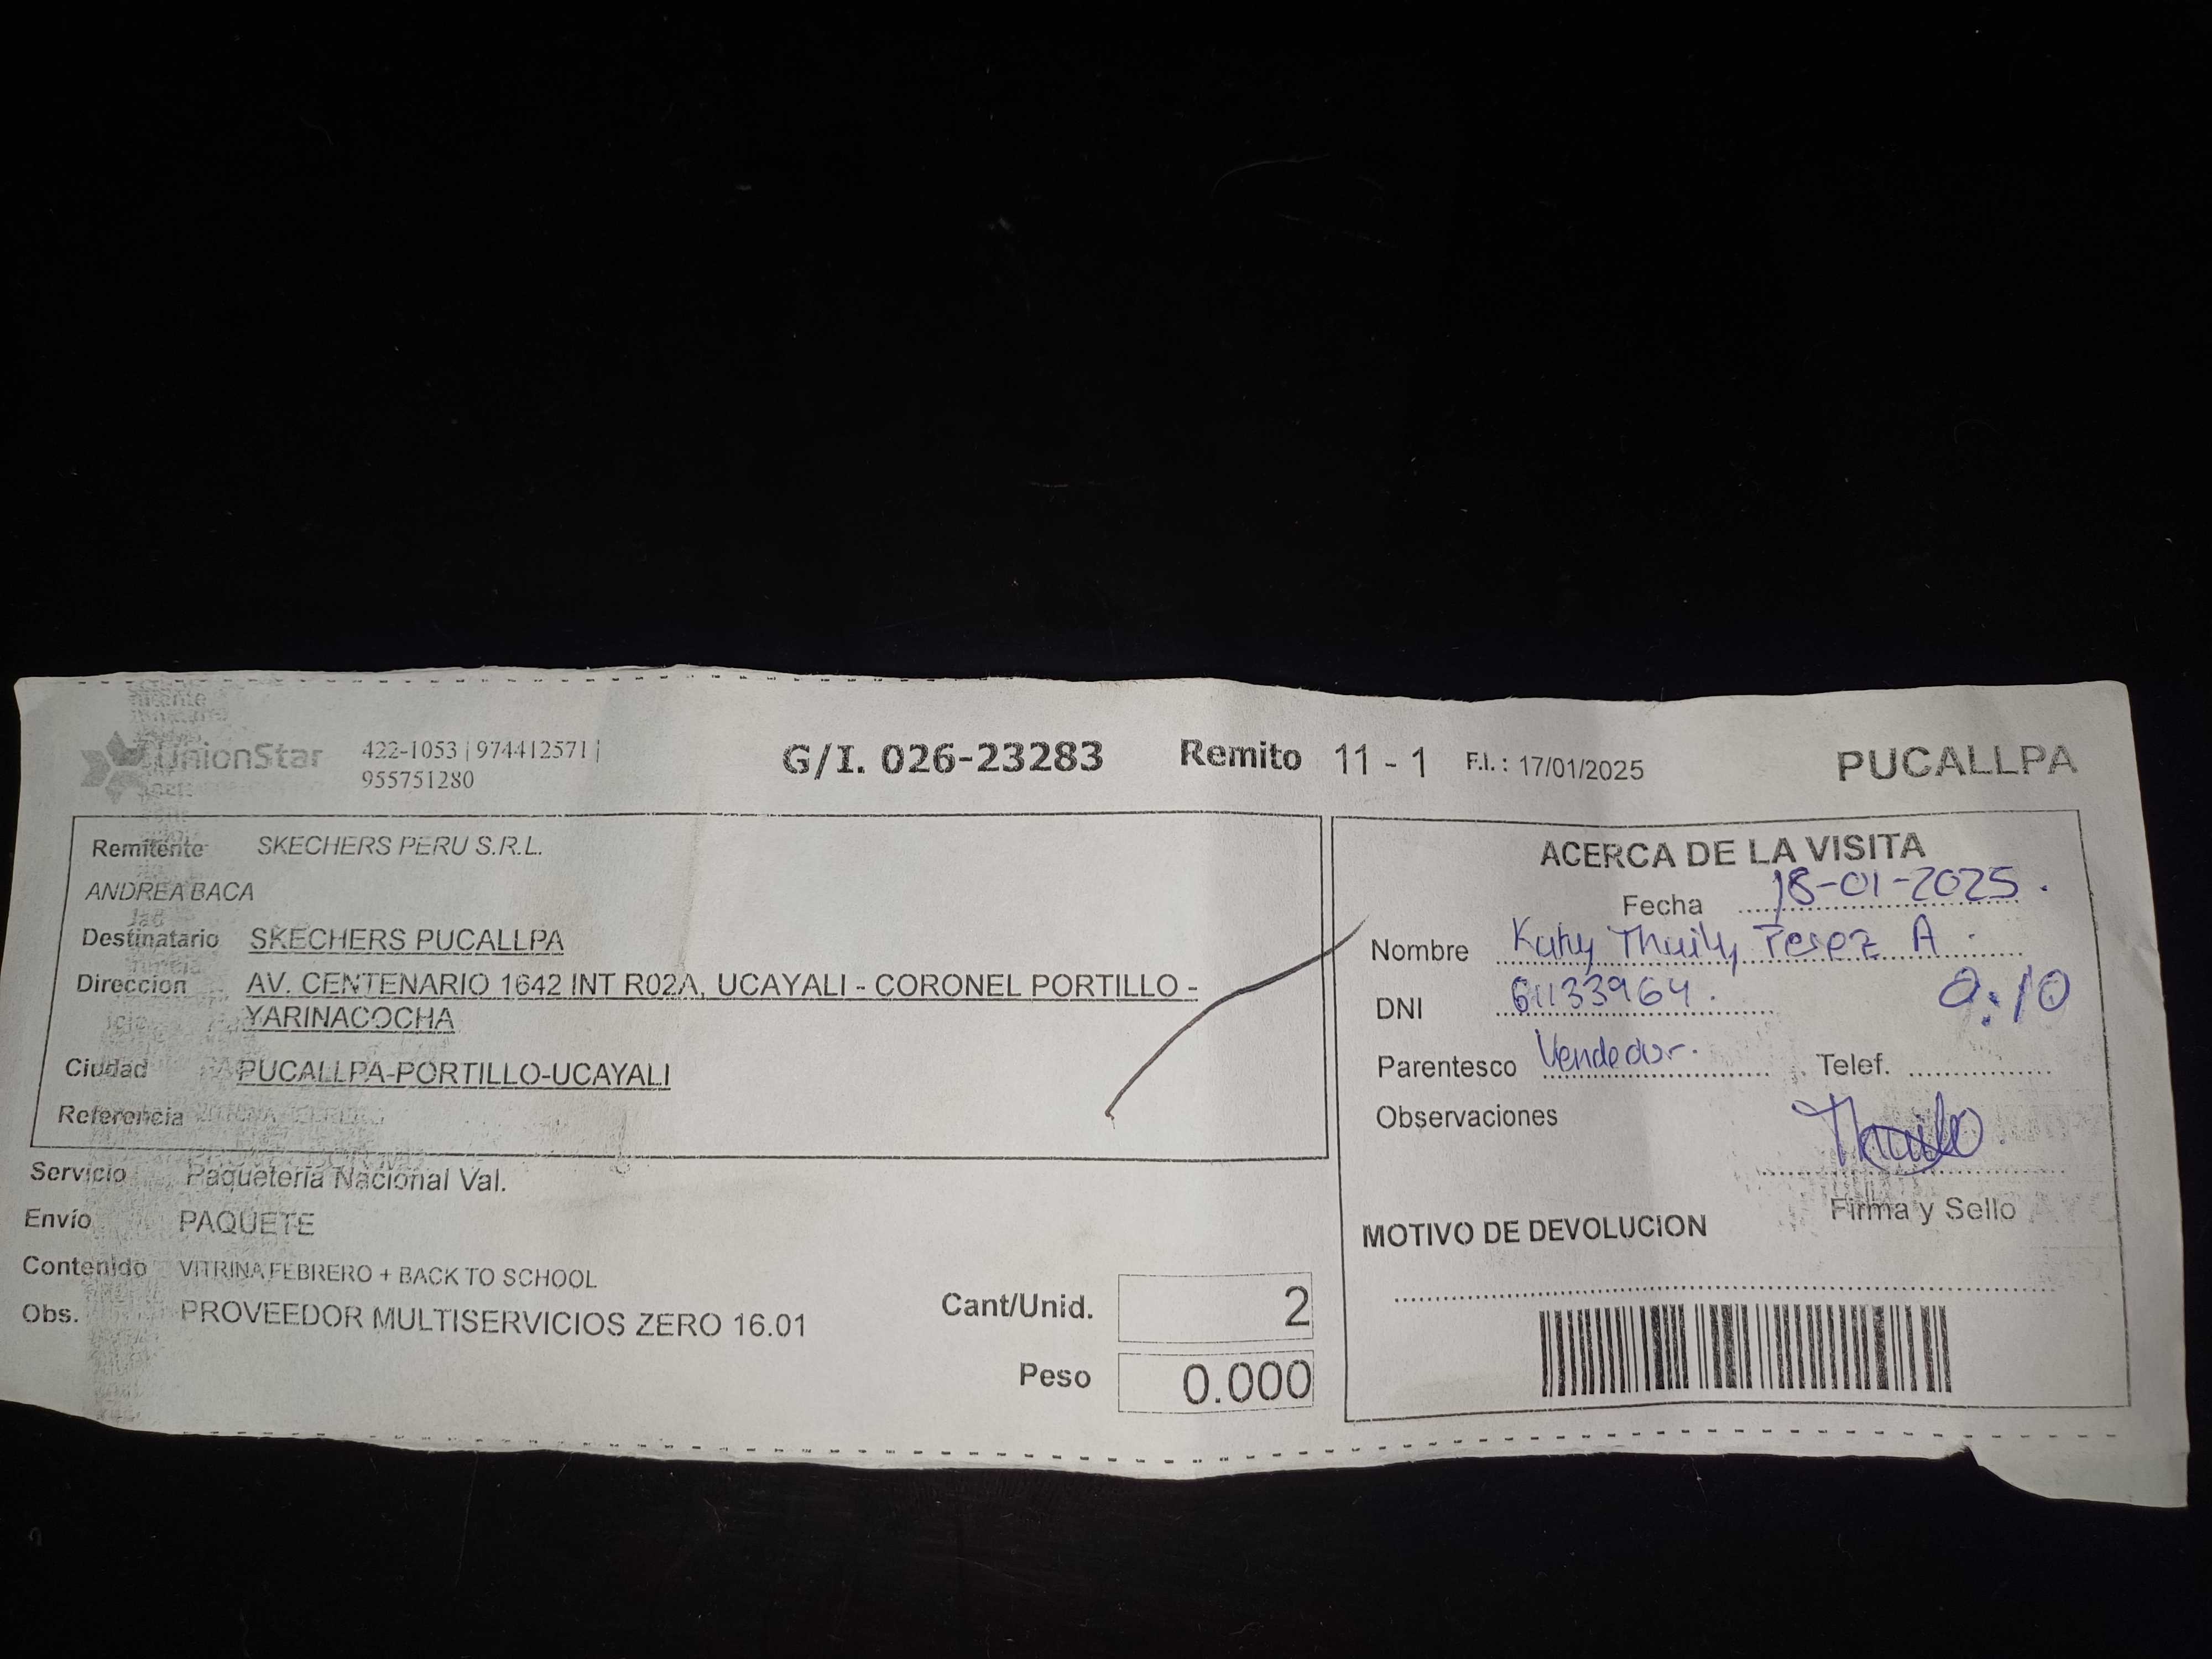 UnionStar 422-1053 | 974412571 |
955751280
G/I. 026-23283 Remito 11 - 1 F.I. : 17/01/2025 PUCALLPA
Remitente SKECHERS PERU S.R.L.
ANDREA BACA
Destinatario SKECHERS PUCALLPA
Direccion AV. CENTENARIO 1642 INT R02A, UCAYALI - CORONEL PORTILLO -
YARINACOCHA
Ciudad PUCALLPA-PORTILLO-UCAYALI
Referencia
Servicio Paqueteria Nacional Val.
Envío PAQUETE
Contenido VITRINA FEBRERO + BACK TO SCHOOL
Obs. PROVEEDOR MULTISERVICIOS ZERO 16.01
Cant/Unid. 2
Peso 0.000
ACERCA DE LA VISITA
Fecha 18-01-2025.
Nombre Kathy Thaily A.
DNI 61133964.
Parentesco Vendedor. Telef.
Observaciones
Firma y Sello
MOTIVO DE DEVOLUCION